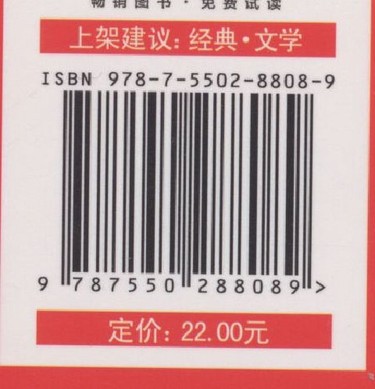 畅销图书·免费试读
上架建议：经典·文学
ISBN 978-7-5502-8808-9
9 787550 288089 >
定价：22.00元